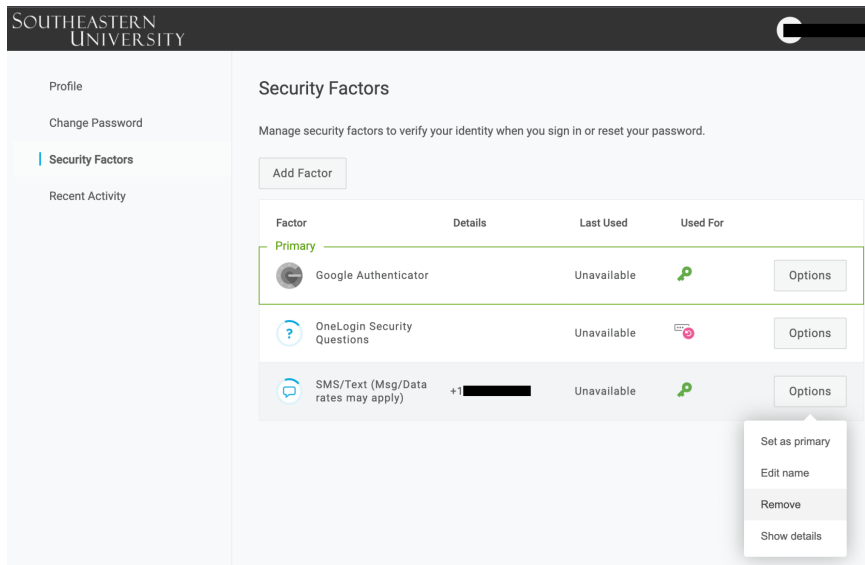 SOUTHEASTERN
UNIVERSITY
Profile
Change Password
Security Factors
Recent Activity
Security Factors
Manage security factors to verify your identity when you sign in or reset your password.
Add Factor
Factor Details Last Used Used For
Primary
Google Authenticator Unavailable Options
OneLogin Security
Questions Unavailable Options
SMS/Text (Msg/Data
rates may apply) +1 Unavailable Options
Set as primary
Edit name
Remove
Show details